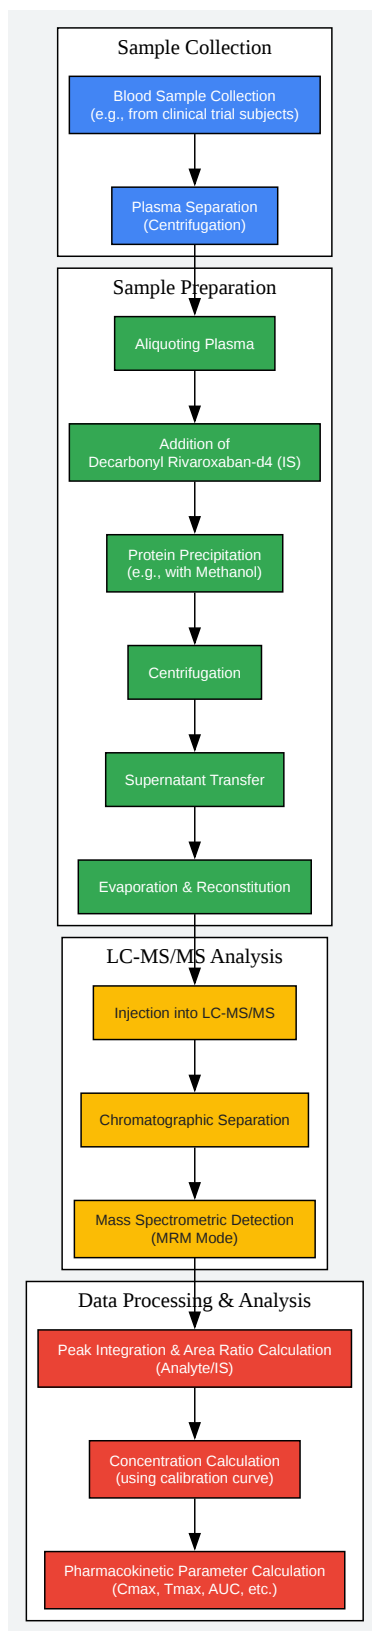 Sample Collection
Blood Sample Collection
(e.g., from clinical trial subjects)
Plasma Separation
(Centrifugation)
Sample Preparation
Aliquoting Plasma
Addition of
Decarbonyl Rivaroxaban-d4 (IS)
Protein Precipitation
(e.g., with Methanol)
Centrifugation
Supernatant Transfer
Evaporation & Reconstitution
LC-MS/MS Analysis
Injection into LC-MS/MS
Chromatographic Separation
Mass Spectrometric Detection
(MRM Mode)
Data Processing & Analysis
Peak Integration & Area Ratio Calculation
(Analyte/IS)
Concentration Calculation
(using calibration curve)
Pharmacokinetic Parameter Calculation
(Cmax, Tmax, AUC, etc.)